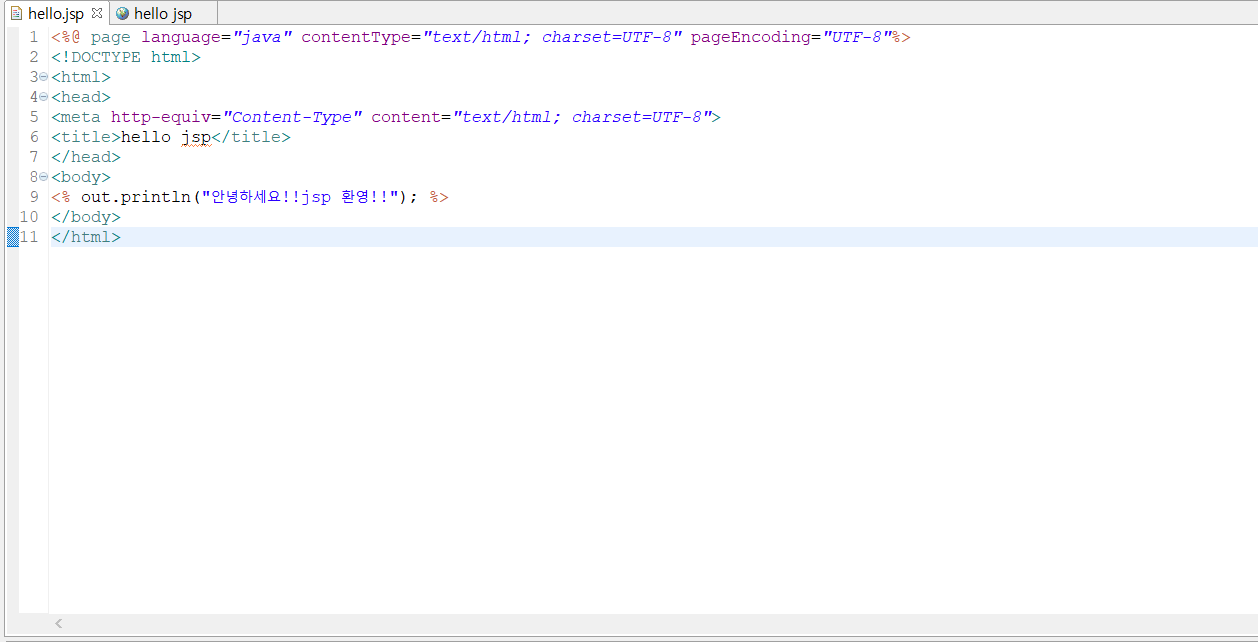 hello.jsp hello jsp
1 <%@ page language="java" contentType="text/html; charset=UTF-8" pageEncoding="UTF-8"%>
2 <!DOCTYPE html>
3 <html>
4 <head>
5 <meta http-equiv="Content-Type" content="text/html; charset=UTF-8">
6 <title>hello jsp</title>
7 </head>
8 <body>
9 <% out.println("안녕하세요!!jsp 환영!!"); %>
10 </body>
11 </html>